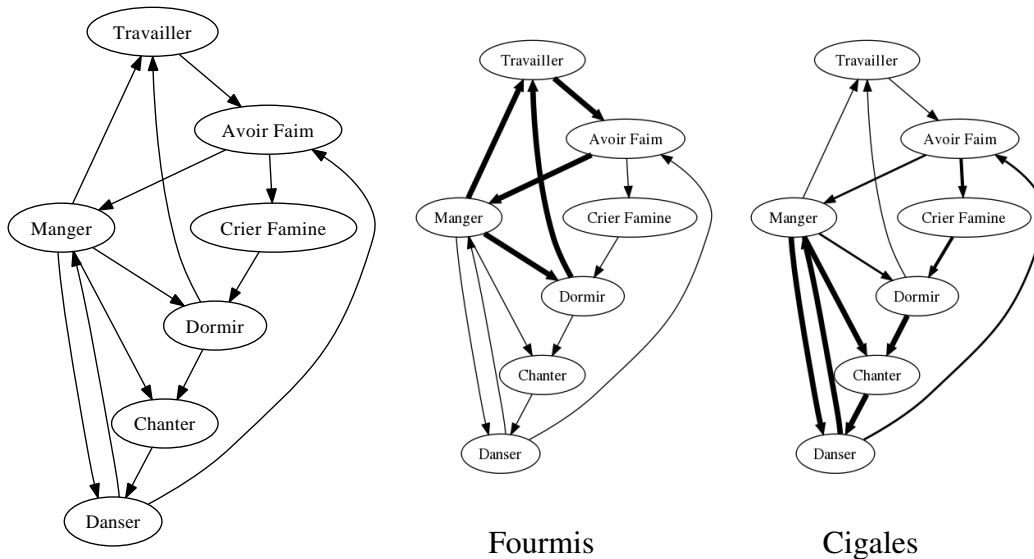 Travailler
Avoir Faim
Manger
Crier Famine
Dormir
Chanter
Danser
Travailler
Avoir Faim
Manger
Crier Famine
Dormir
Chanter
Danser
Fourmis
Travailler
Avoir Faim
Manger
Crier Famine
Dormir
Chanter
Danser
Cigales